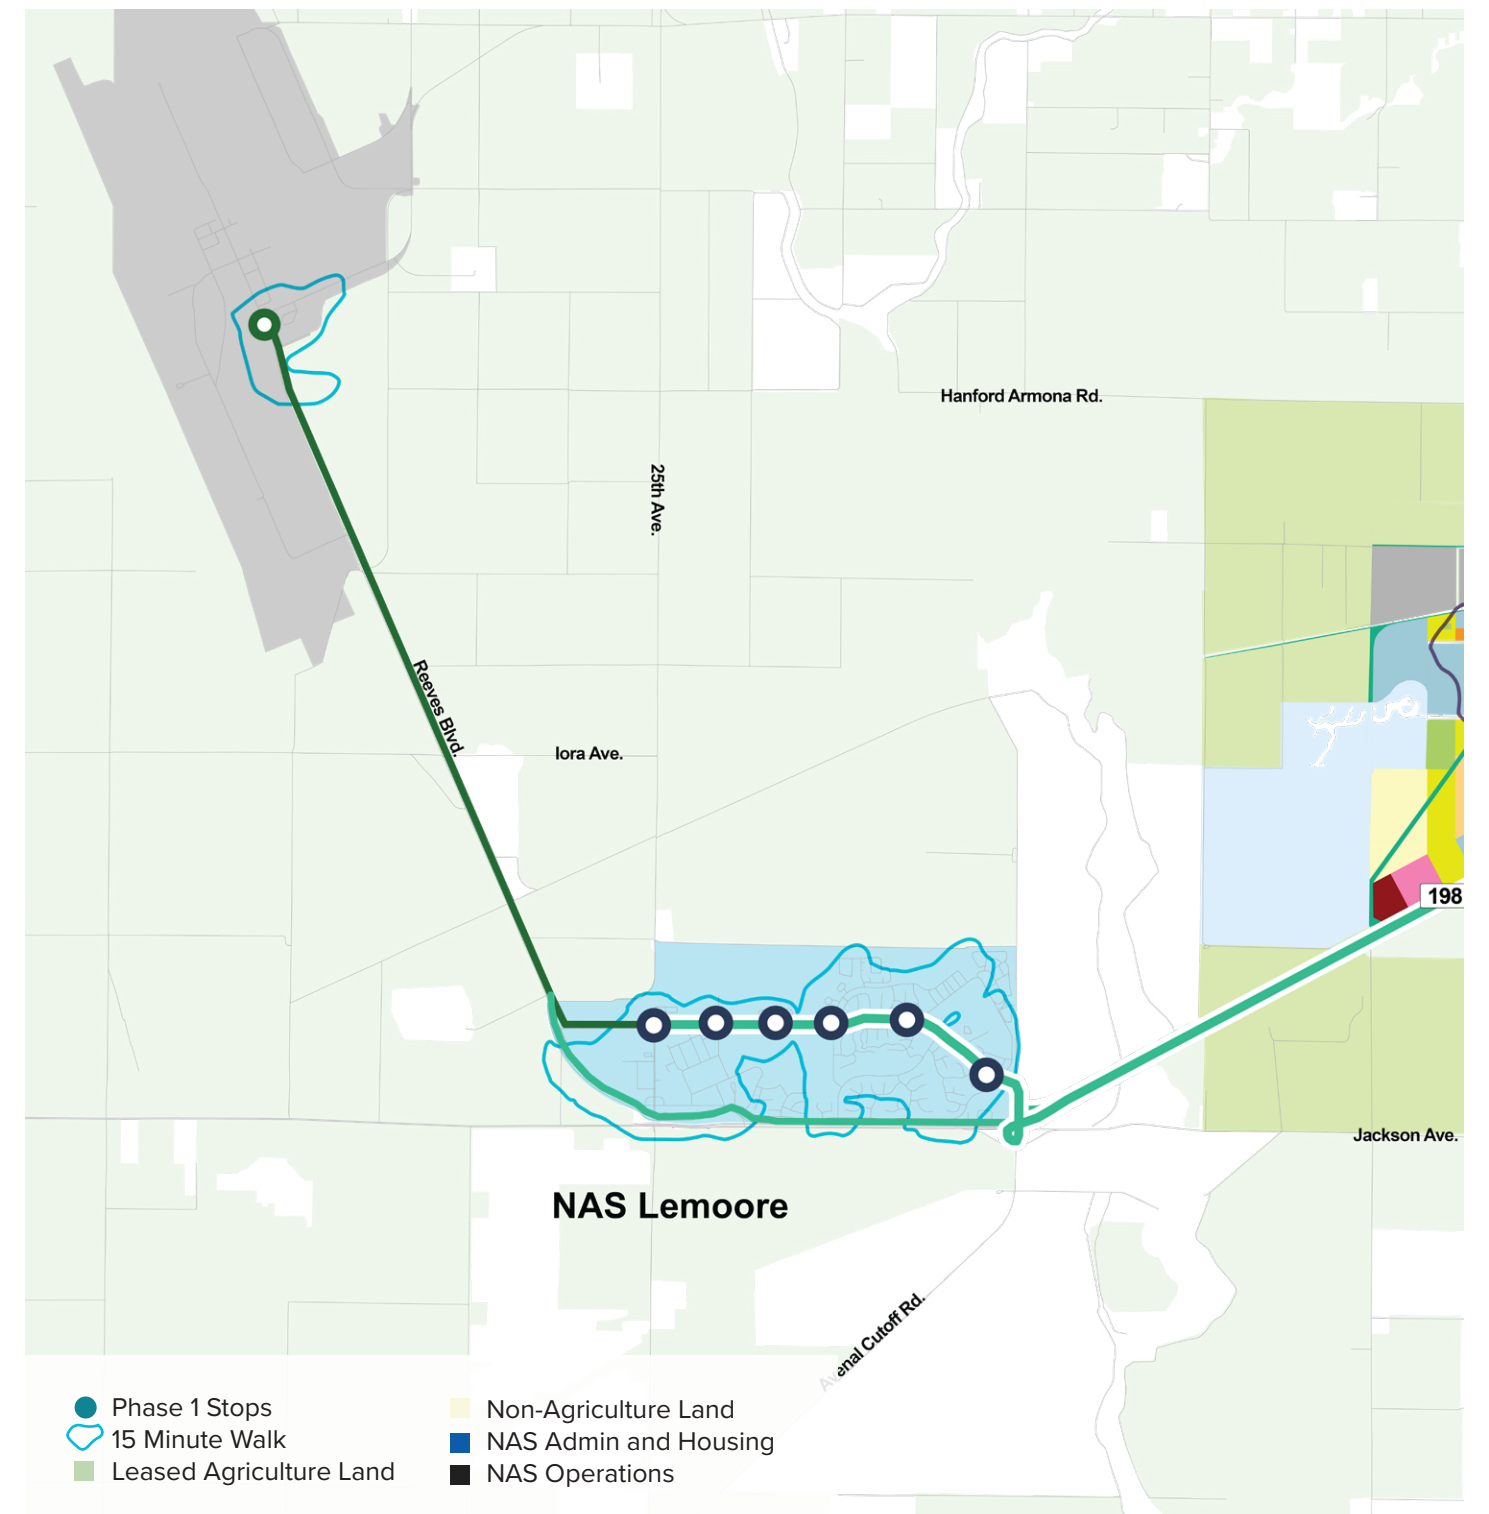 Hanford Armona Rd.
25th Ave.
Reeves Blvd.
Iora Ave.
198
Jackson Ave.
NAS Lemoore
Avenal Cutoff Rd.
Phase 1 Stops
15 Minute Walk
Leased Agriculture Land
Non-Agriculture Land
NAS Admin and Housing
NAS Operations